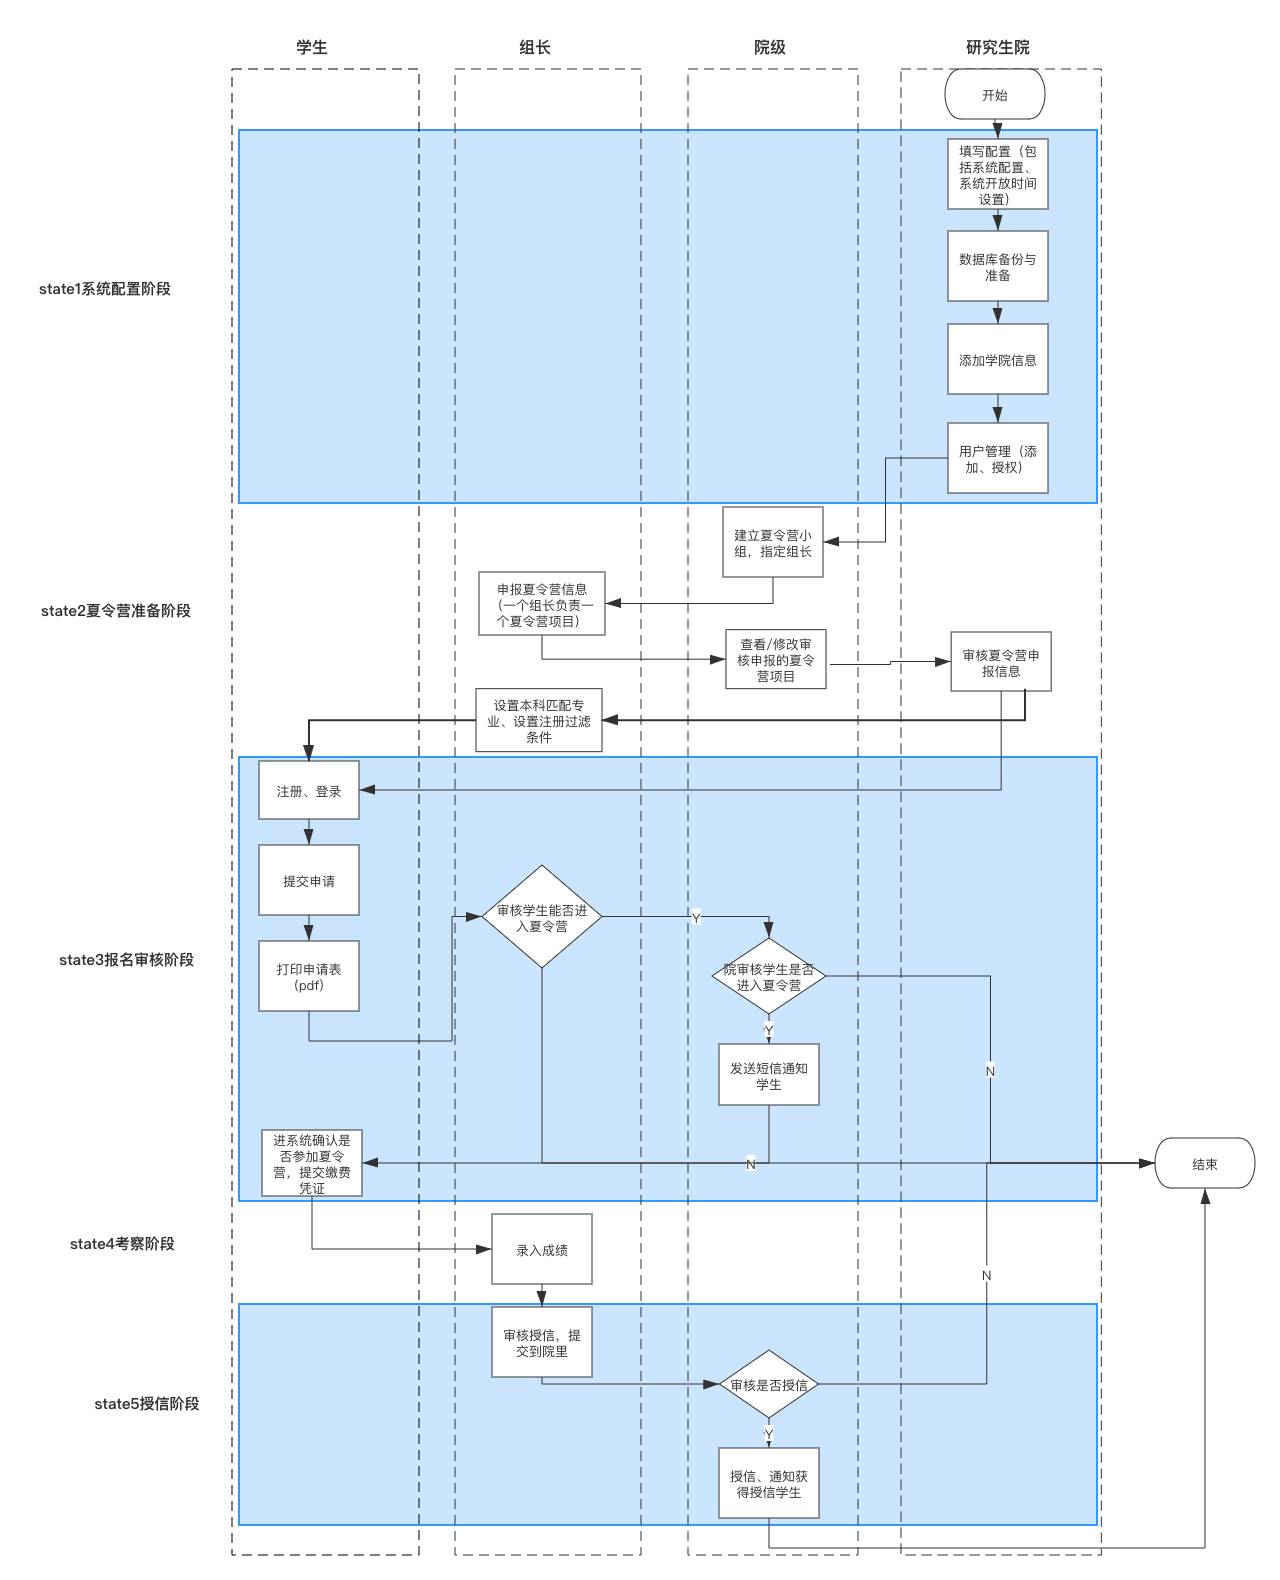 学生
组长
院级
研究生院
开始
填写配置（包
括系统配置、
系统开放时间
设置）
数据库备份与
准备
state1系统配置阶段
添加学院信息
用户管理（添
加、授权）
建立夏令营小
组，指定组长
申报夏令营信息
（一个组长负责一
个夏令营项目）
state2夏令营准备阶段
查看/修改审
核申报的夏令
营项目
审核夏令营申
报信息
设置本科匹配专
业、设置注册过滤
条件
注册、登录
提交申请
审核学生能否进
入夏令营
Y
state3报名审核阶段
打印申请表
(pdf)
院审核学生是否
进入夏令营
Y
发送短信通知
学生
N
进系统确认是
否参加夏令
营，提交缴费
凭证
N
结束
state4考察阶段
录入成绩
N
审核授信，提
交到院里
审核是否授信
state5授信阶段
Y
授信、通知获
得授信学生